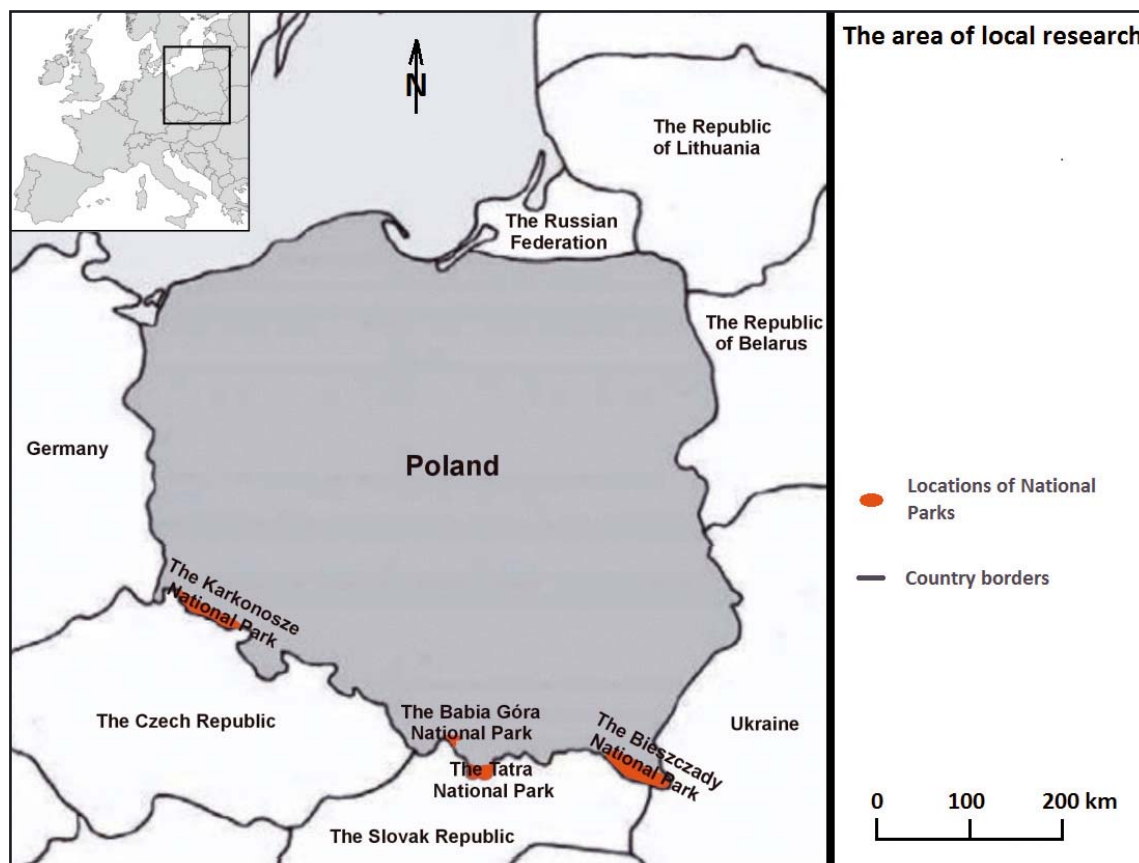 The area of local research
N
The Republic
of Lithuania
The Russian
Federation
The Republic
of Belarus
Germany
Poland
The Karkonosze
National Park
The Czech Republic
The Babia Góra
National Park
The Tatra
National Park
The Bieszczady
National Park
Ukraine
The Slovak Republic
Locations of National
Parks
Country borders
0 100 200 km